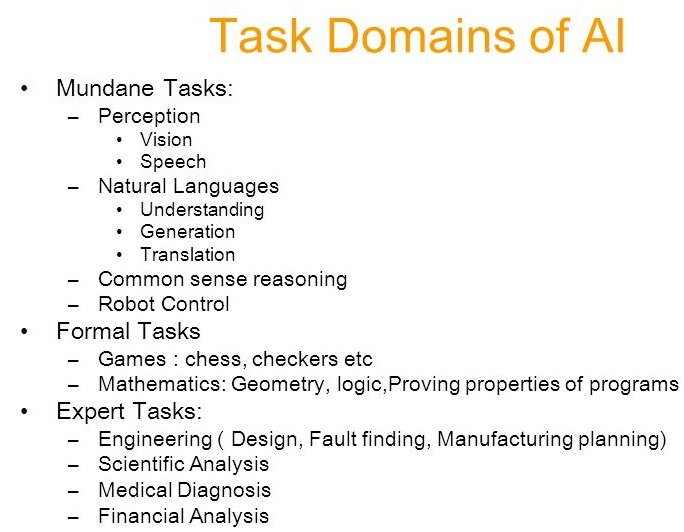 Task Domains of AI
• Mundane Tasks:
– Perception
• Vision
• Speech
– Natural Languages
• Understanding
• Generation
• Translation
– Common sense reasoning
– Robot Control
• Formal Tasks
– Games : chess, checkers etc
– Mathematics: Geometry, logic,Proving properties of programs
• Expert Tasks:
– Engineering ( Design, Fault finding, Manufacturing planning)
– Scientific Analysis
– Medical Diagnosis
– Financial Analysis